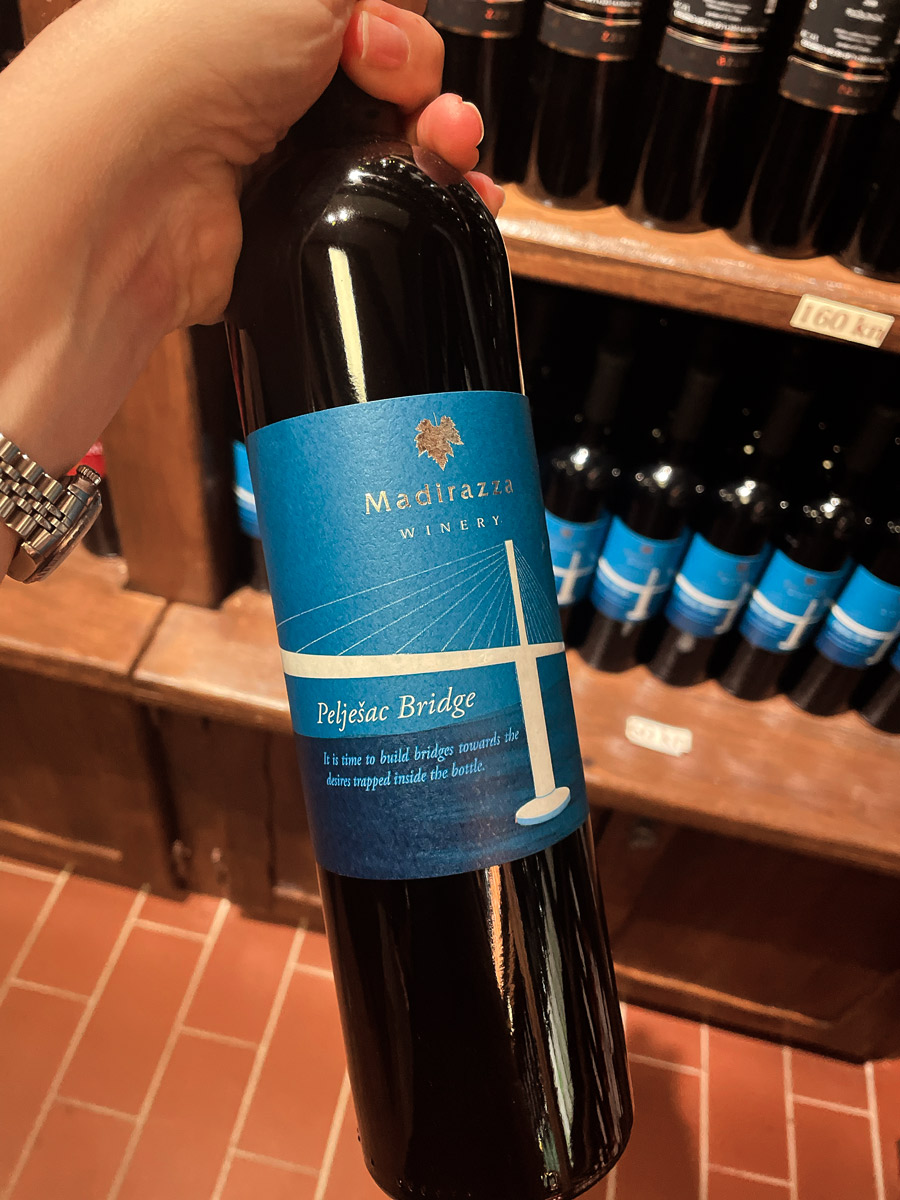 Madirazza
WINERY
Pelješac Bridge
It is time to build bridges towards the
desires trapped inside the bottle.
160 kn